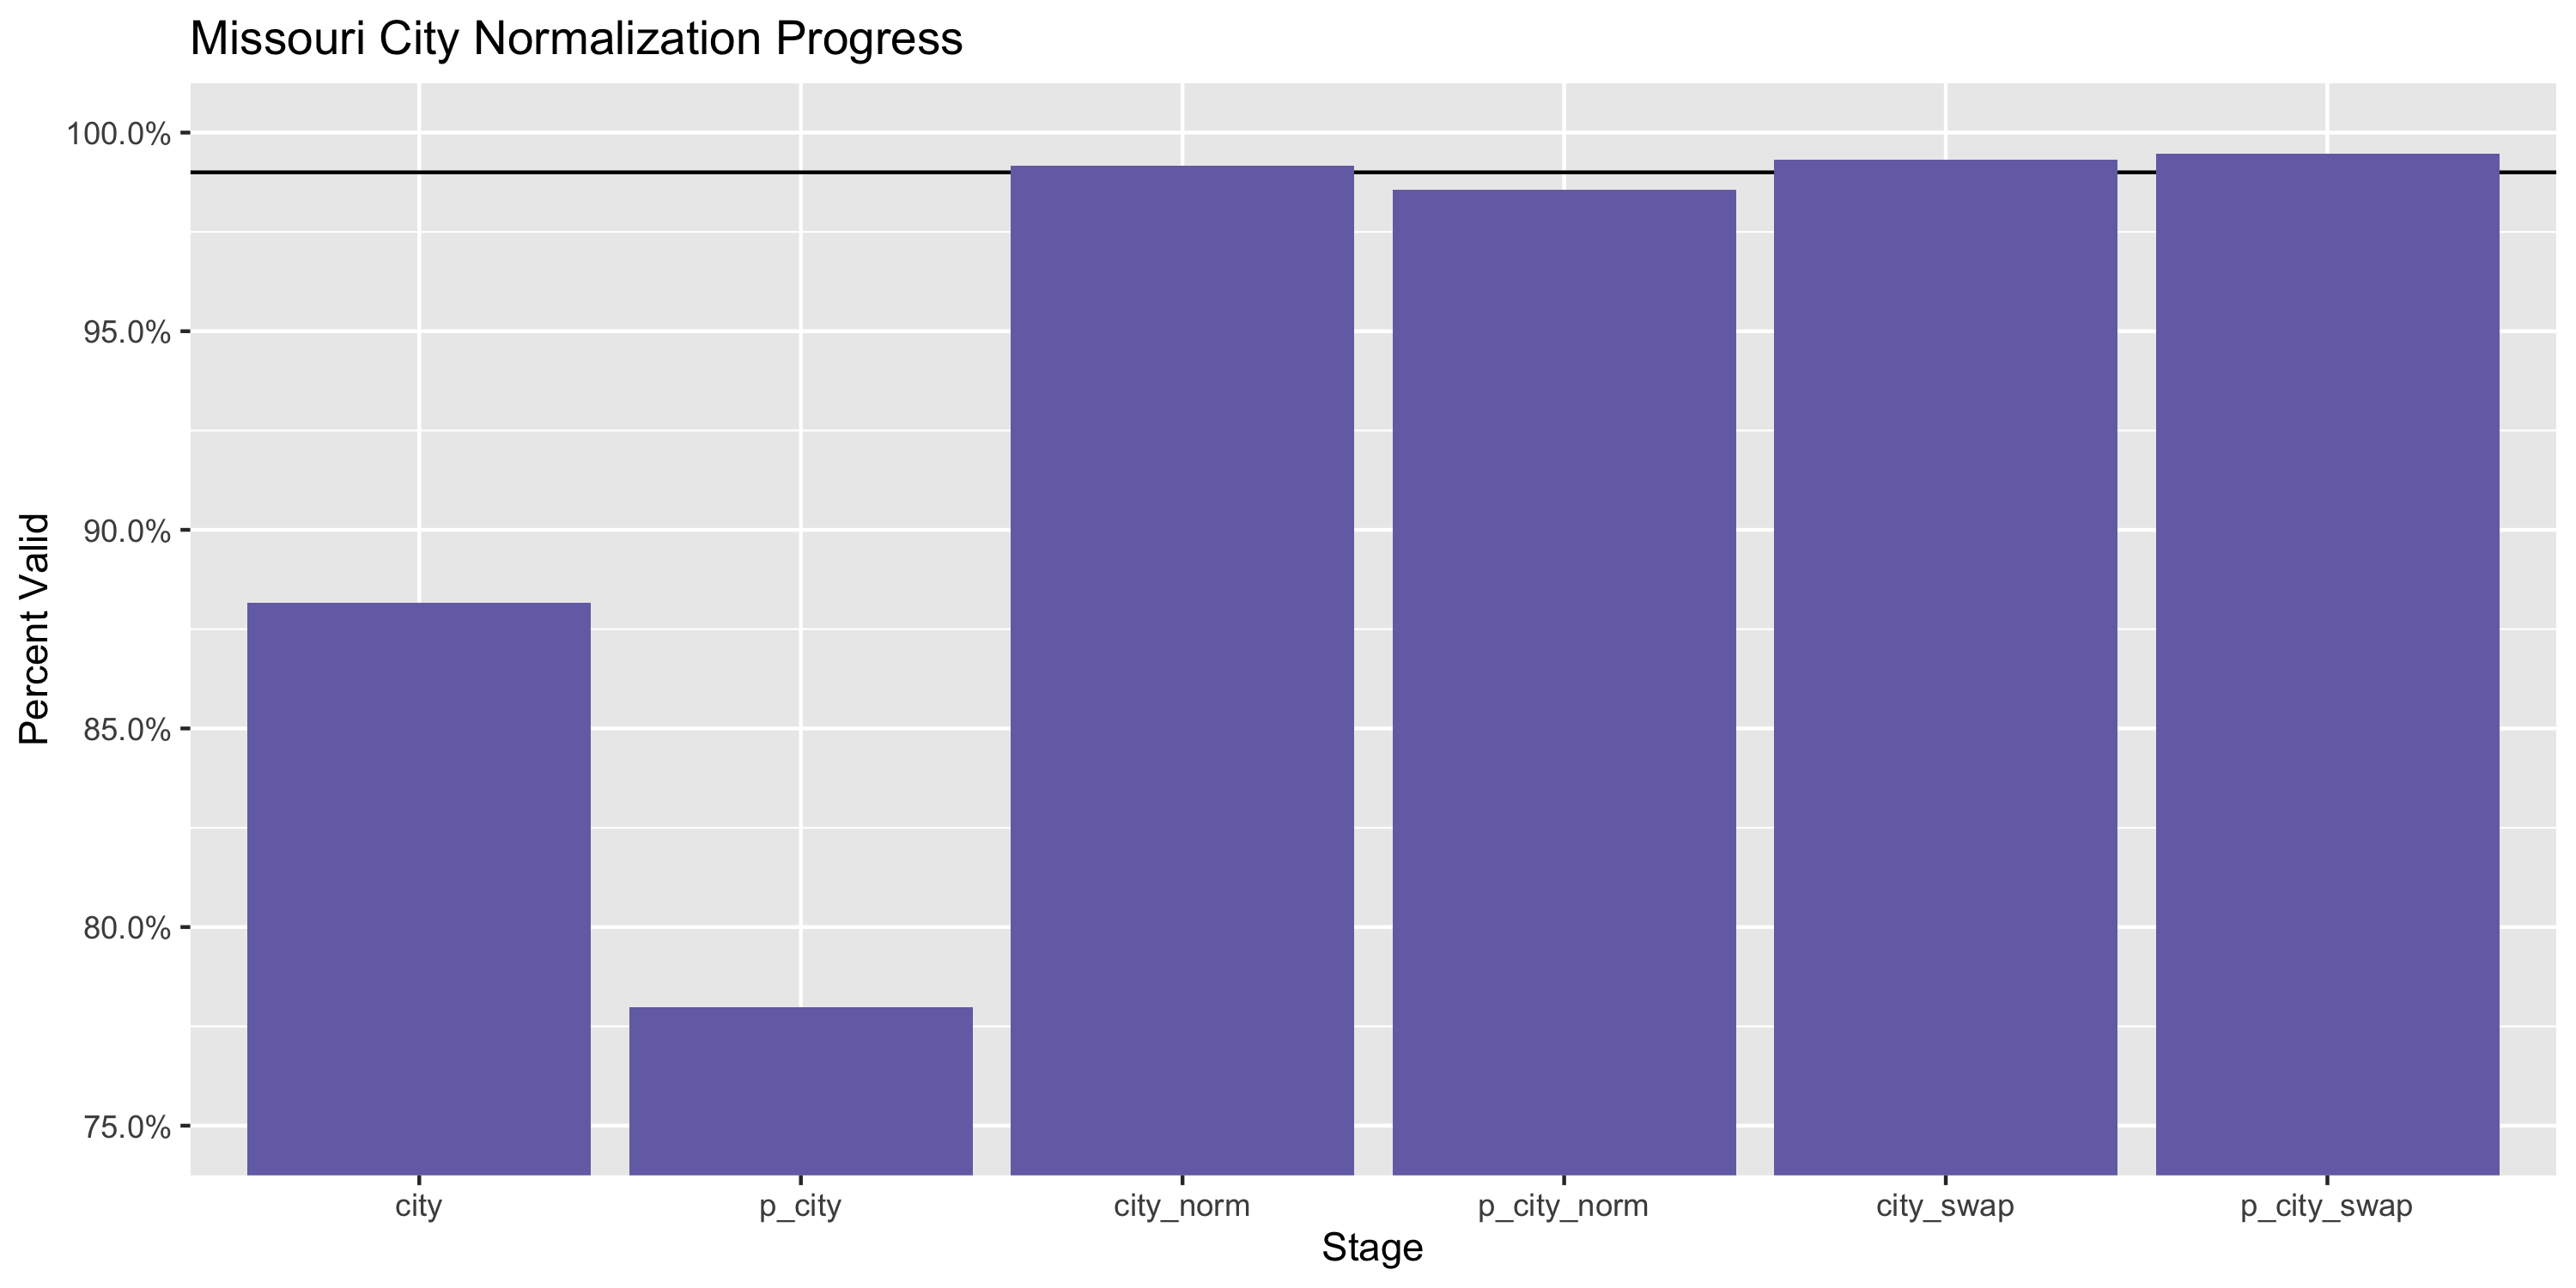 Missouri City Normalization Progress
100.0%
95.0%
90.0%
85.0%
80.0%
75.0%
Percent Valid
city p_city city_norm p_city_norm city_swap p_city_swap
Stage